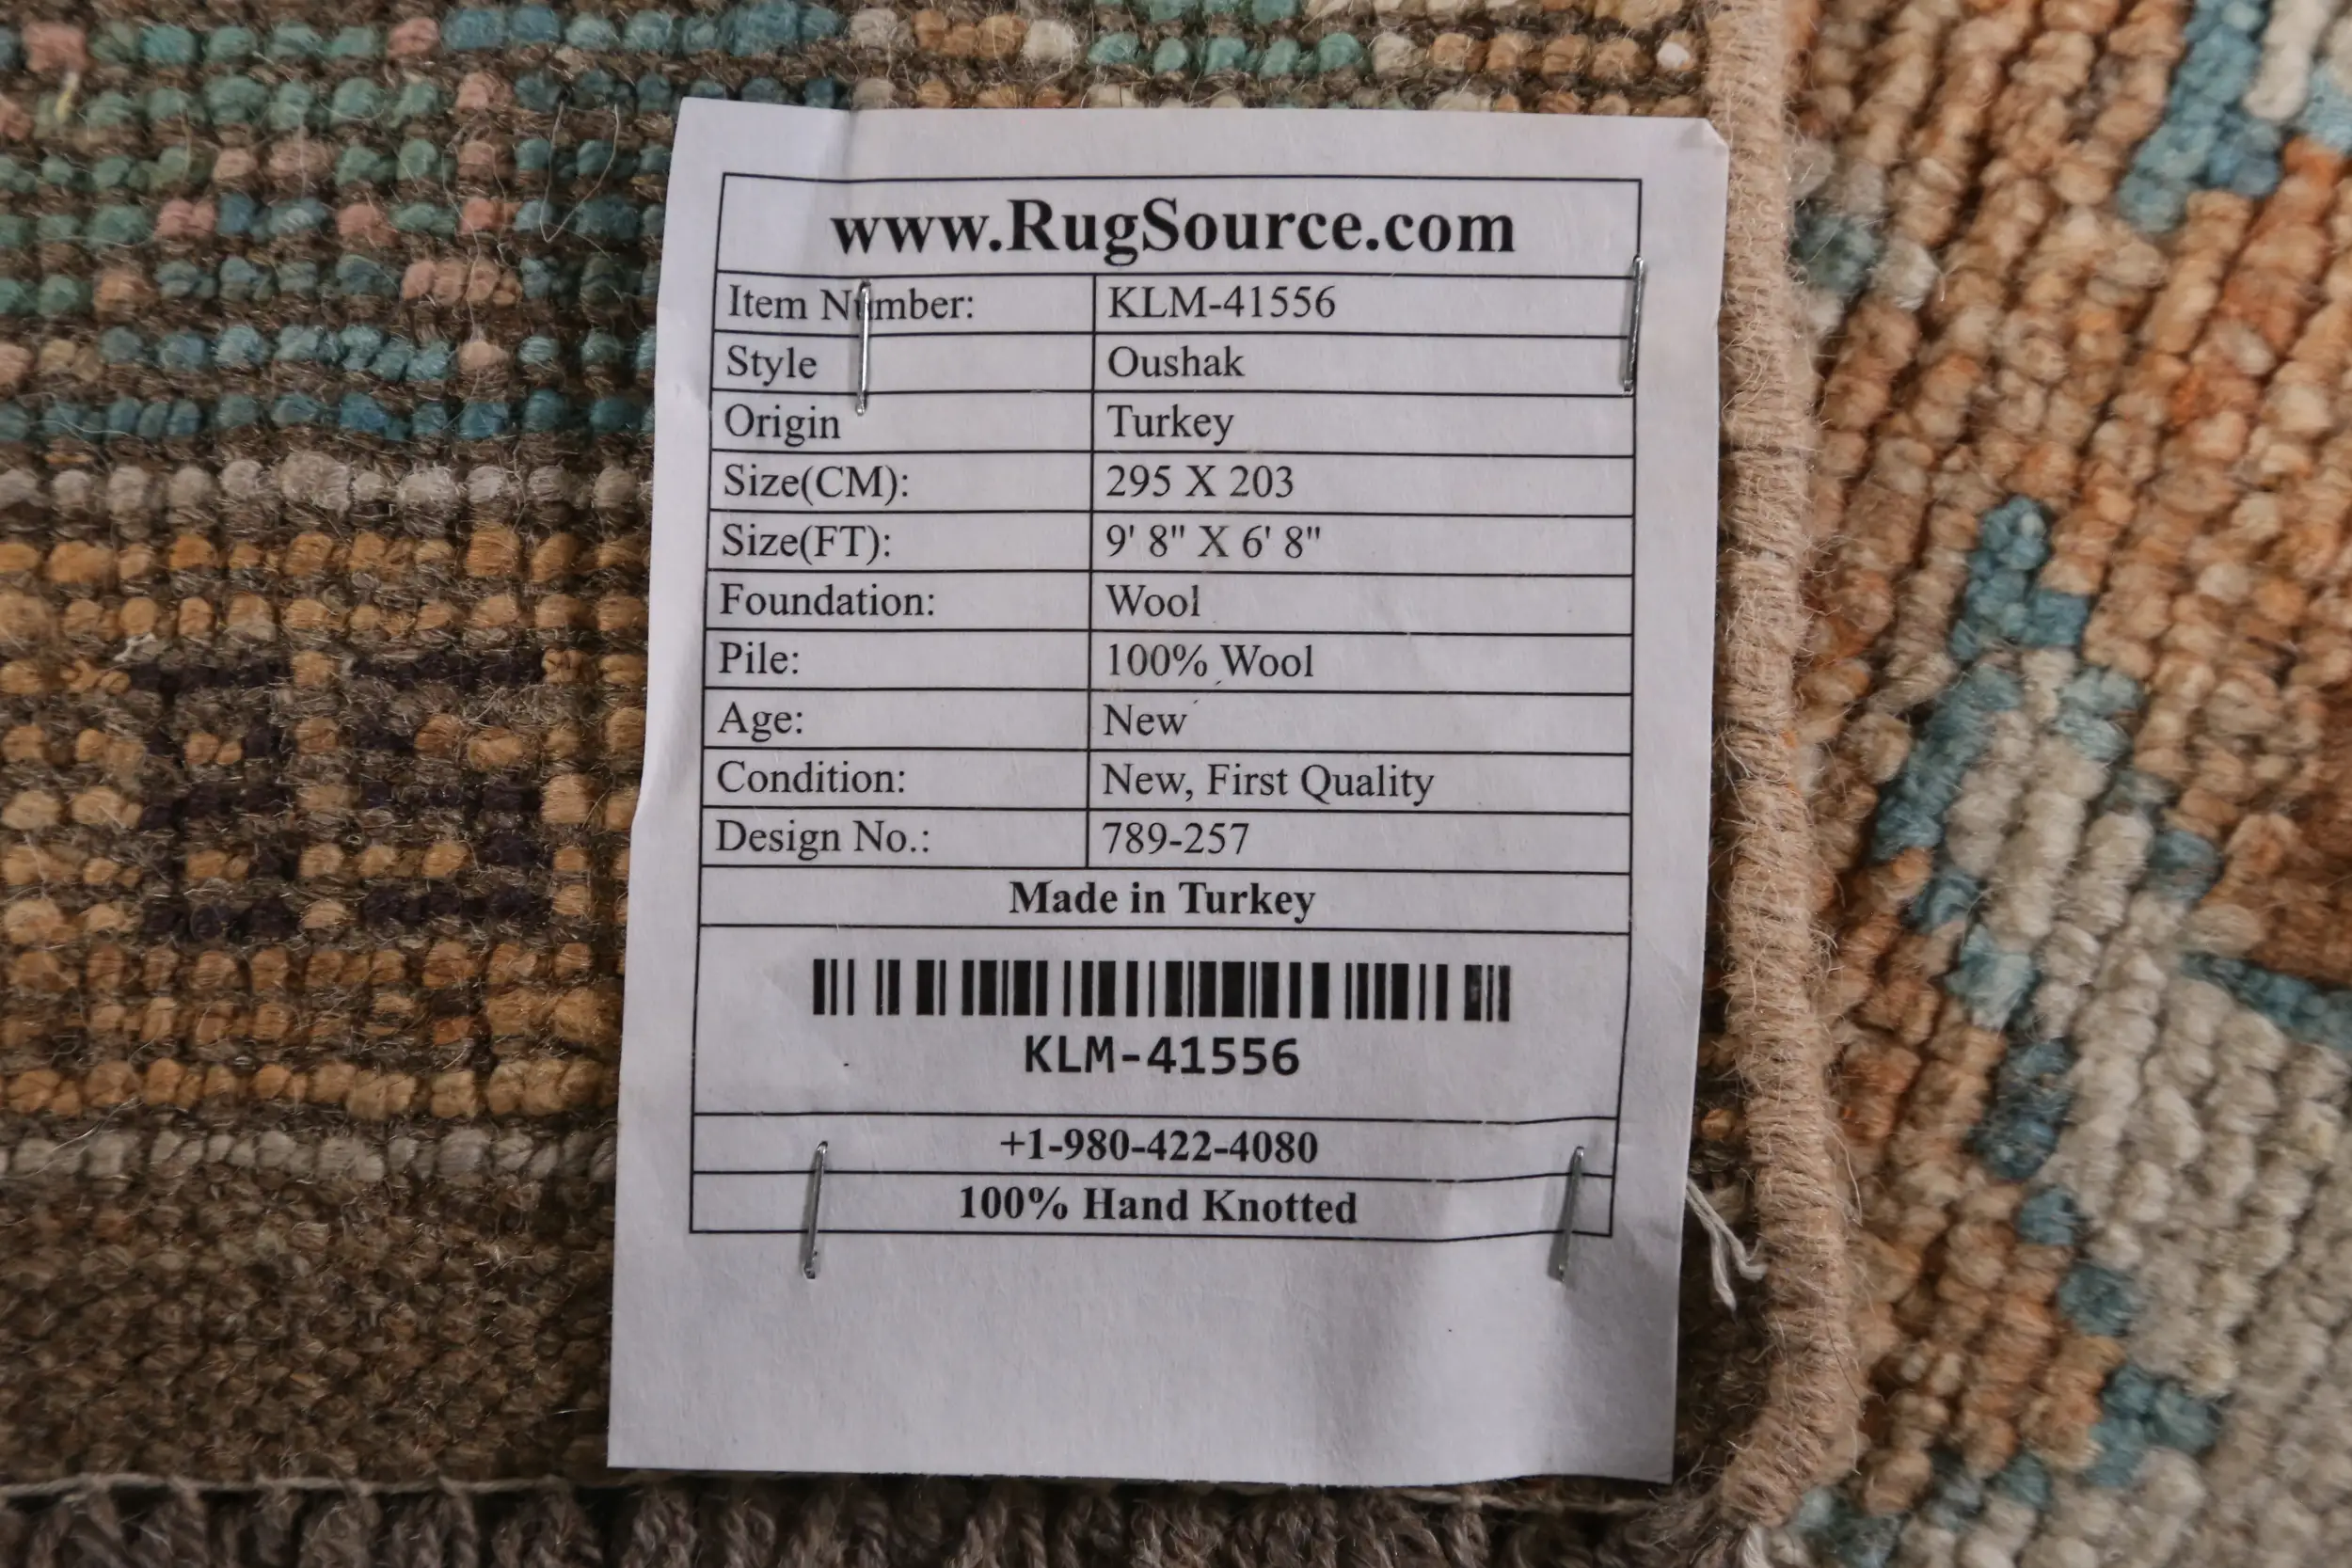 www.RugSource.com
Item Number: KLM-41556
Style Oushak
Origin Turkey
Size(CM): 295 X 203
Size(FT): 9' 8" X 6' 8"
Foundation: Wool
Pile: 100% Wool
Age: New
Condition: New, First Quality
Design No.: 789-257
Made in Turkey
KLM-41556
+1-980-422-4080
100% Hand Knotted